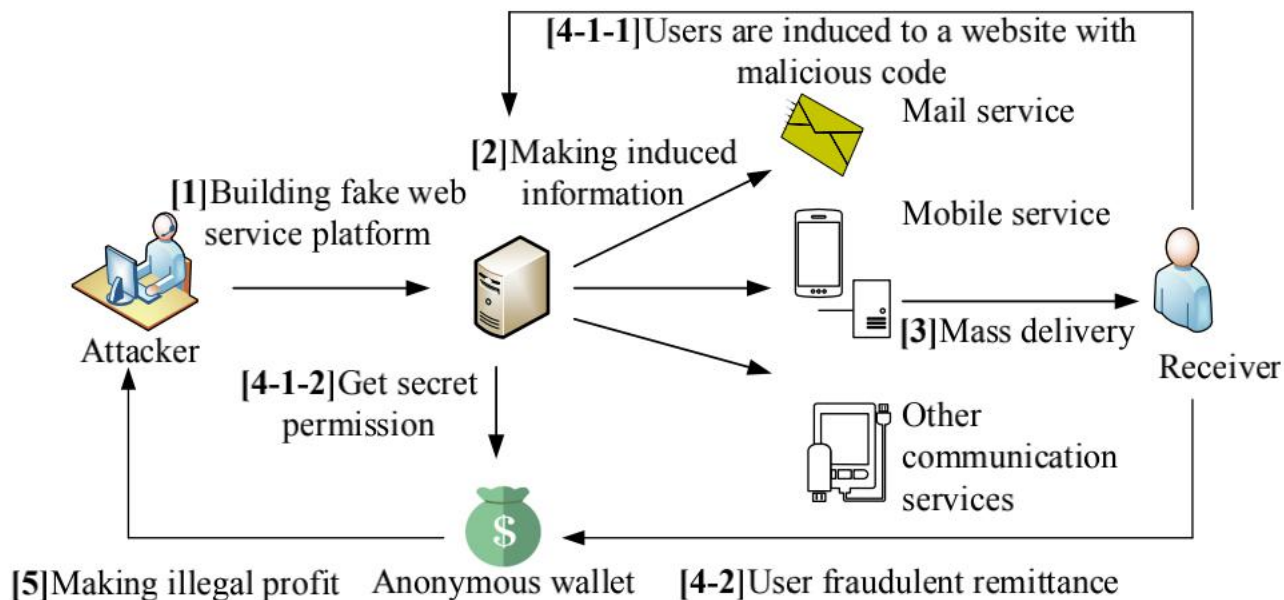 [4-1-1]Users are induced to a website with
malicious code
Mail service
[2]Making induced
information
[1]Building fake web
service platform
Mobile service
[3]Mass delivery
Attacker
Receiver
[4-1-2]Get secret
permission
Other
communication
services
$
[5]Making illegal profit
Anonymous wallet
[4-2]User fraudulent remittance